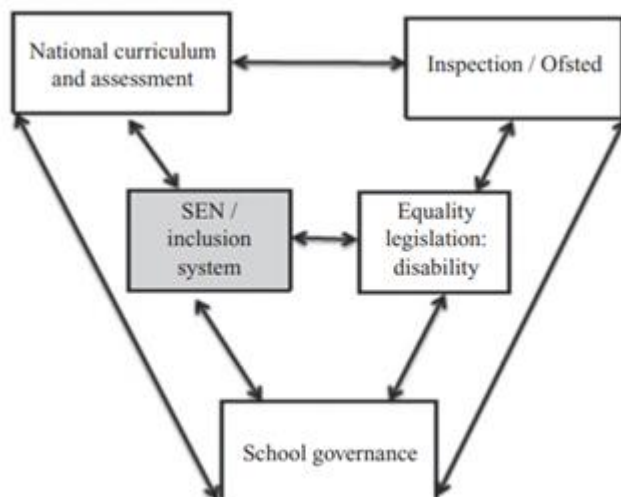 National curriculum
and assessment
Inspection / Ofsted
SEN /
inclusion
system
Equality
legislation:
disability
School governance